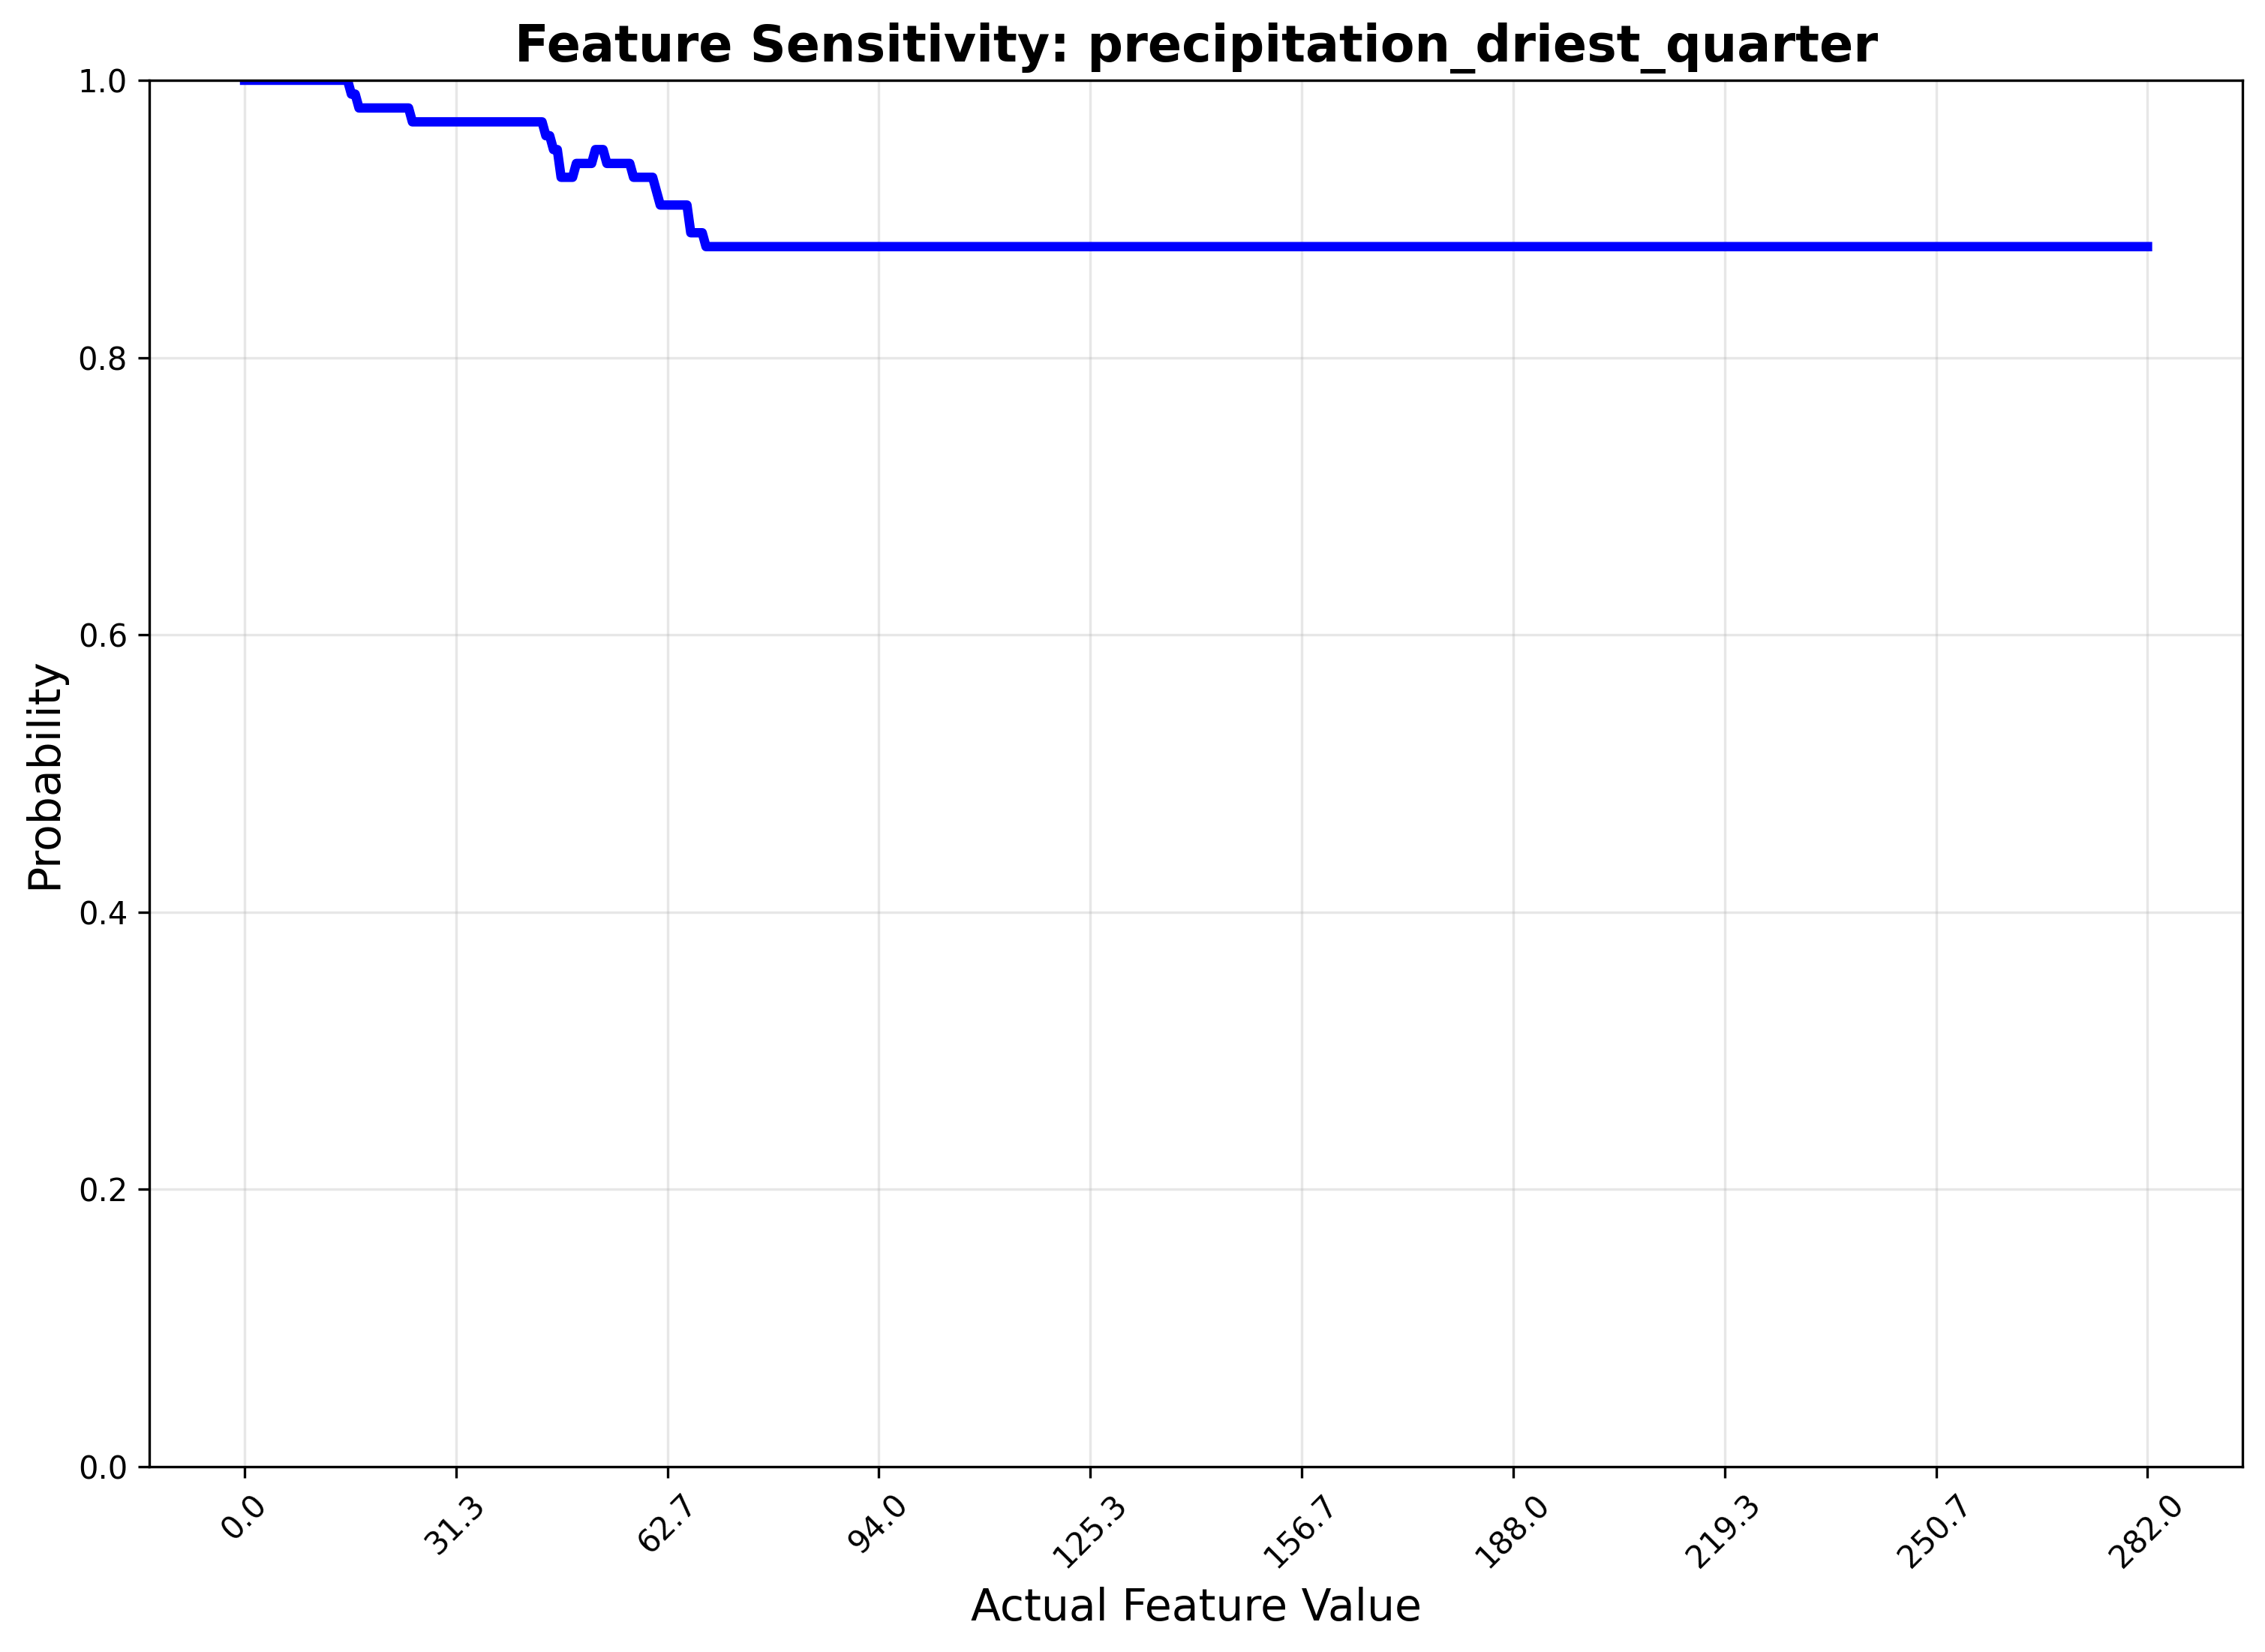 Feature Sensitivity: precipitation_driest_quarter
1.0
0.8
0.6
0.4
0.2
0.0
Probability
0.0 31.3 62.7 94.0 125.3 156.7 188.0 219.3 250.7 282.0
Actual Feature Value